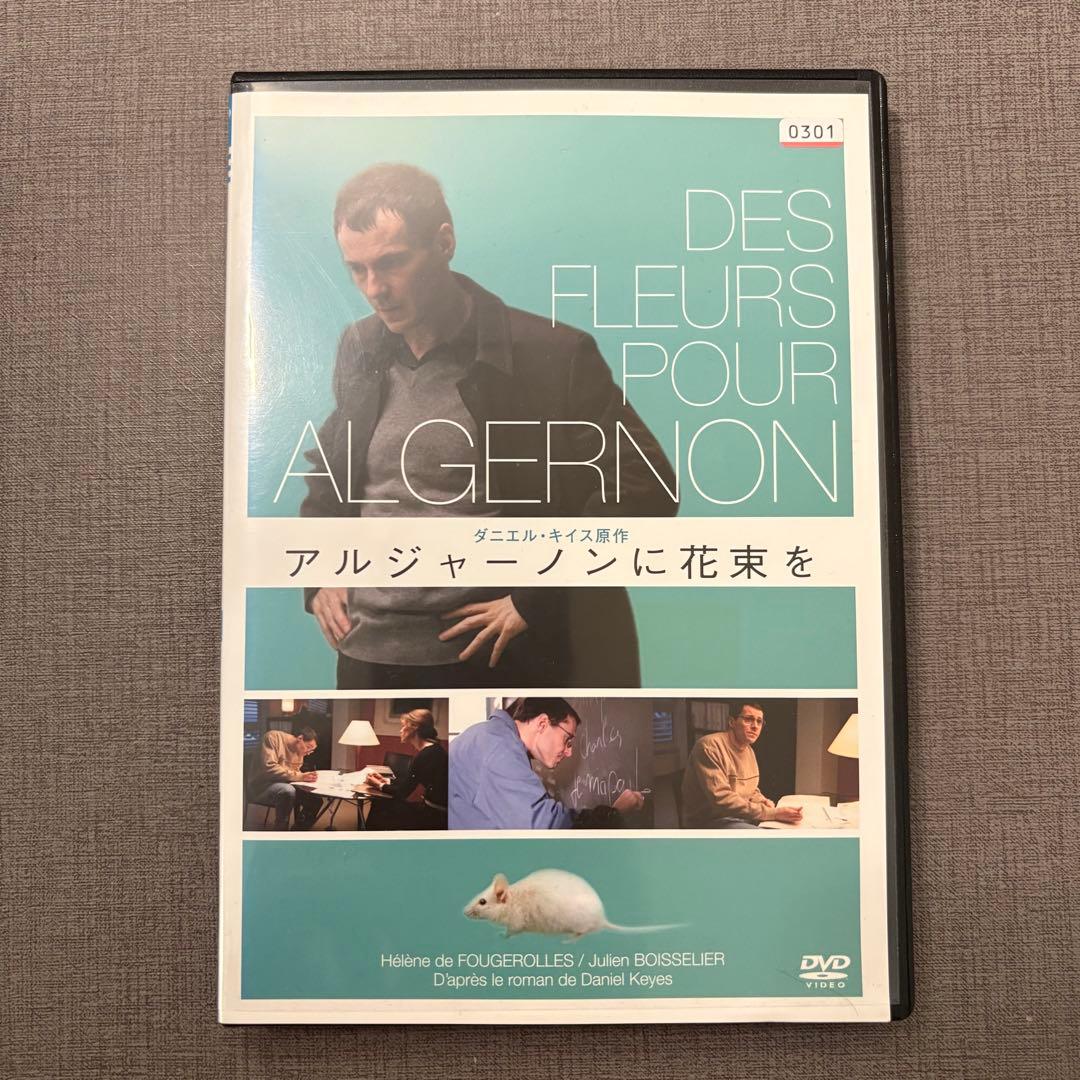 0301
DES
FLEURS
POUR
ALGERNON
ダニエル・キイス原作
アルジャーノンに花束を
Charles
Hélène de FOUGEROLLES / Julien BOISSELIER
D'après le roman de Daniel Keyes
DVD
VIDEO